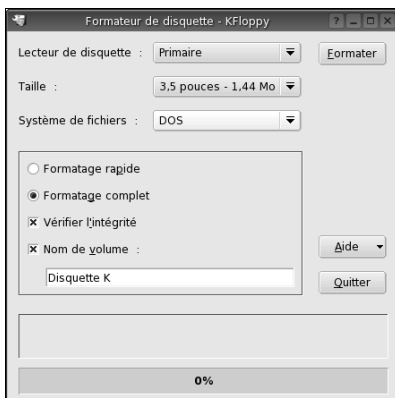 Formateur de disquette - KFloppy
Lecteur de disquette : Primaire Formater
Taille : 3,5 pouces - 1,44 Mo
Système de fichiers : DOS
Formatage rapide
Formatage complet
Vérifier l'intégrité
Nom de volume : Aide
Disquette K Quitter
0%